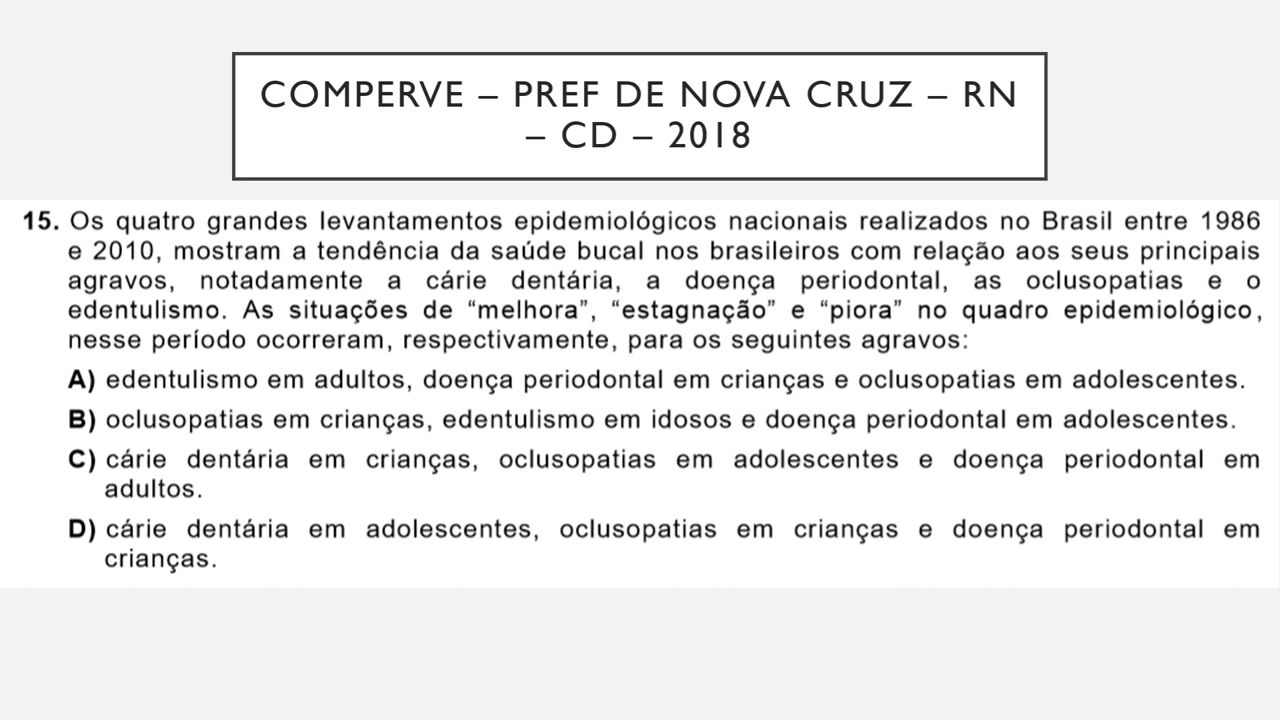 COMPERVE – PREF DE NOVA CRUZ – RN
– CD – 2018
15. Os quatro grandes levantamentos epidemiológicos nacionais realizados no Brasil entre 1986
e 2010, mostram a tendência da saúde bucal nos brasileiros com relação aos seus principais
agravos, notadamente a cárie dentária, a doença periodontal, as oclusopatias e o
edentulismo. As situações de “melhora”, “estagnação” e “piora” no quadro epidemiológico,
nesse período ocorreram, respectivamente, para os seguintes agravos:
A) edentulismo em adultos, doença periodontal em crianças e oclusopatias em adolescentes.
B) oclusopatias em crianças, edentulismo em idosos e doença periodontal em adolescentes.
C) cárie dentária em crianças, oclusopatias em adolescentes e doença periodontal em
adultos.
D) cárie dentária em adolescentes, oclusopatias em crianças e doença periodontal em
crianças.